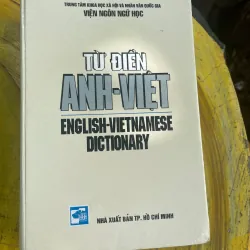 TRUNG TÂM KHOA HỌC XÃ HỘI VÀ NHÂN VĂN QUỐC GIA
VIỆN NGÔN NGỮ HỌC
TỪ ĐIỂN
ANH-VIỆT
ENGLISH-VIETNAMESE
DICTIONARY
NHÀ XUẤT BẢN TP. HỒ CHÍ MINH